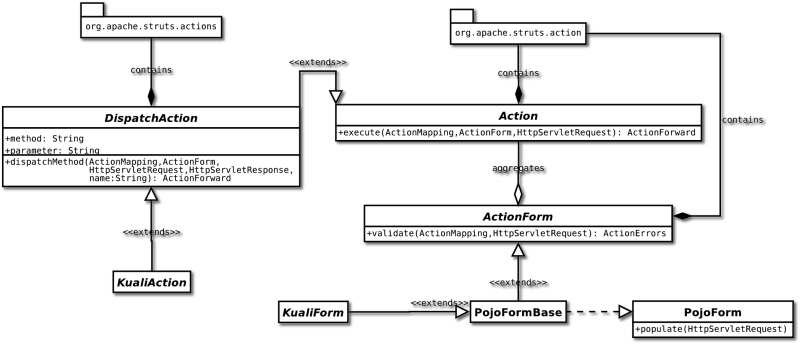 org.apache.struts.actions
org.apache.struts.action
contains
<<extends>>
contains
DispatchAction
+method: String
+parameter: String
+dispatchMethod(ActionMapping,ActionForm,
HttpServletRequest,HttpServletResponse,
name:String): ActionForward
Action
+execute(ActionMapping,ActionForm,HttpServletRequest): ActionForward
contains
aggregates
ActionForm
+validate(ActionMapping,HttpServletRequest): ActionErrors
<<extends>>
KualiAction
<<extends>>
KualiForm
<<extends>>
PojoFormBase
PojoForm
+populate(HttpServletRequest)